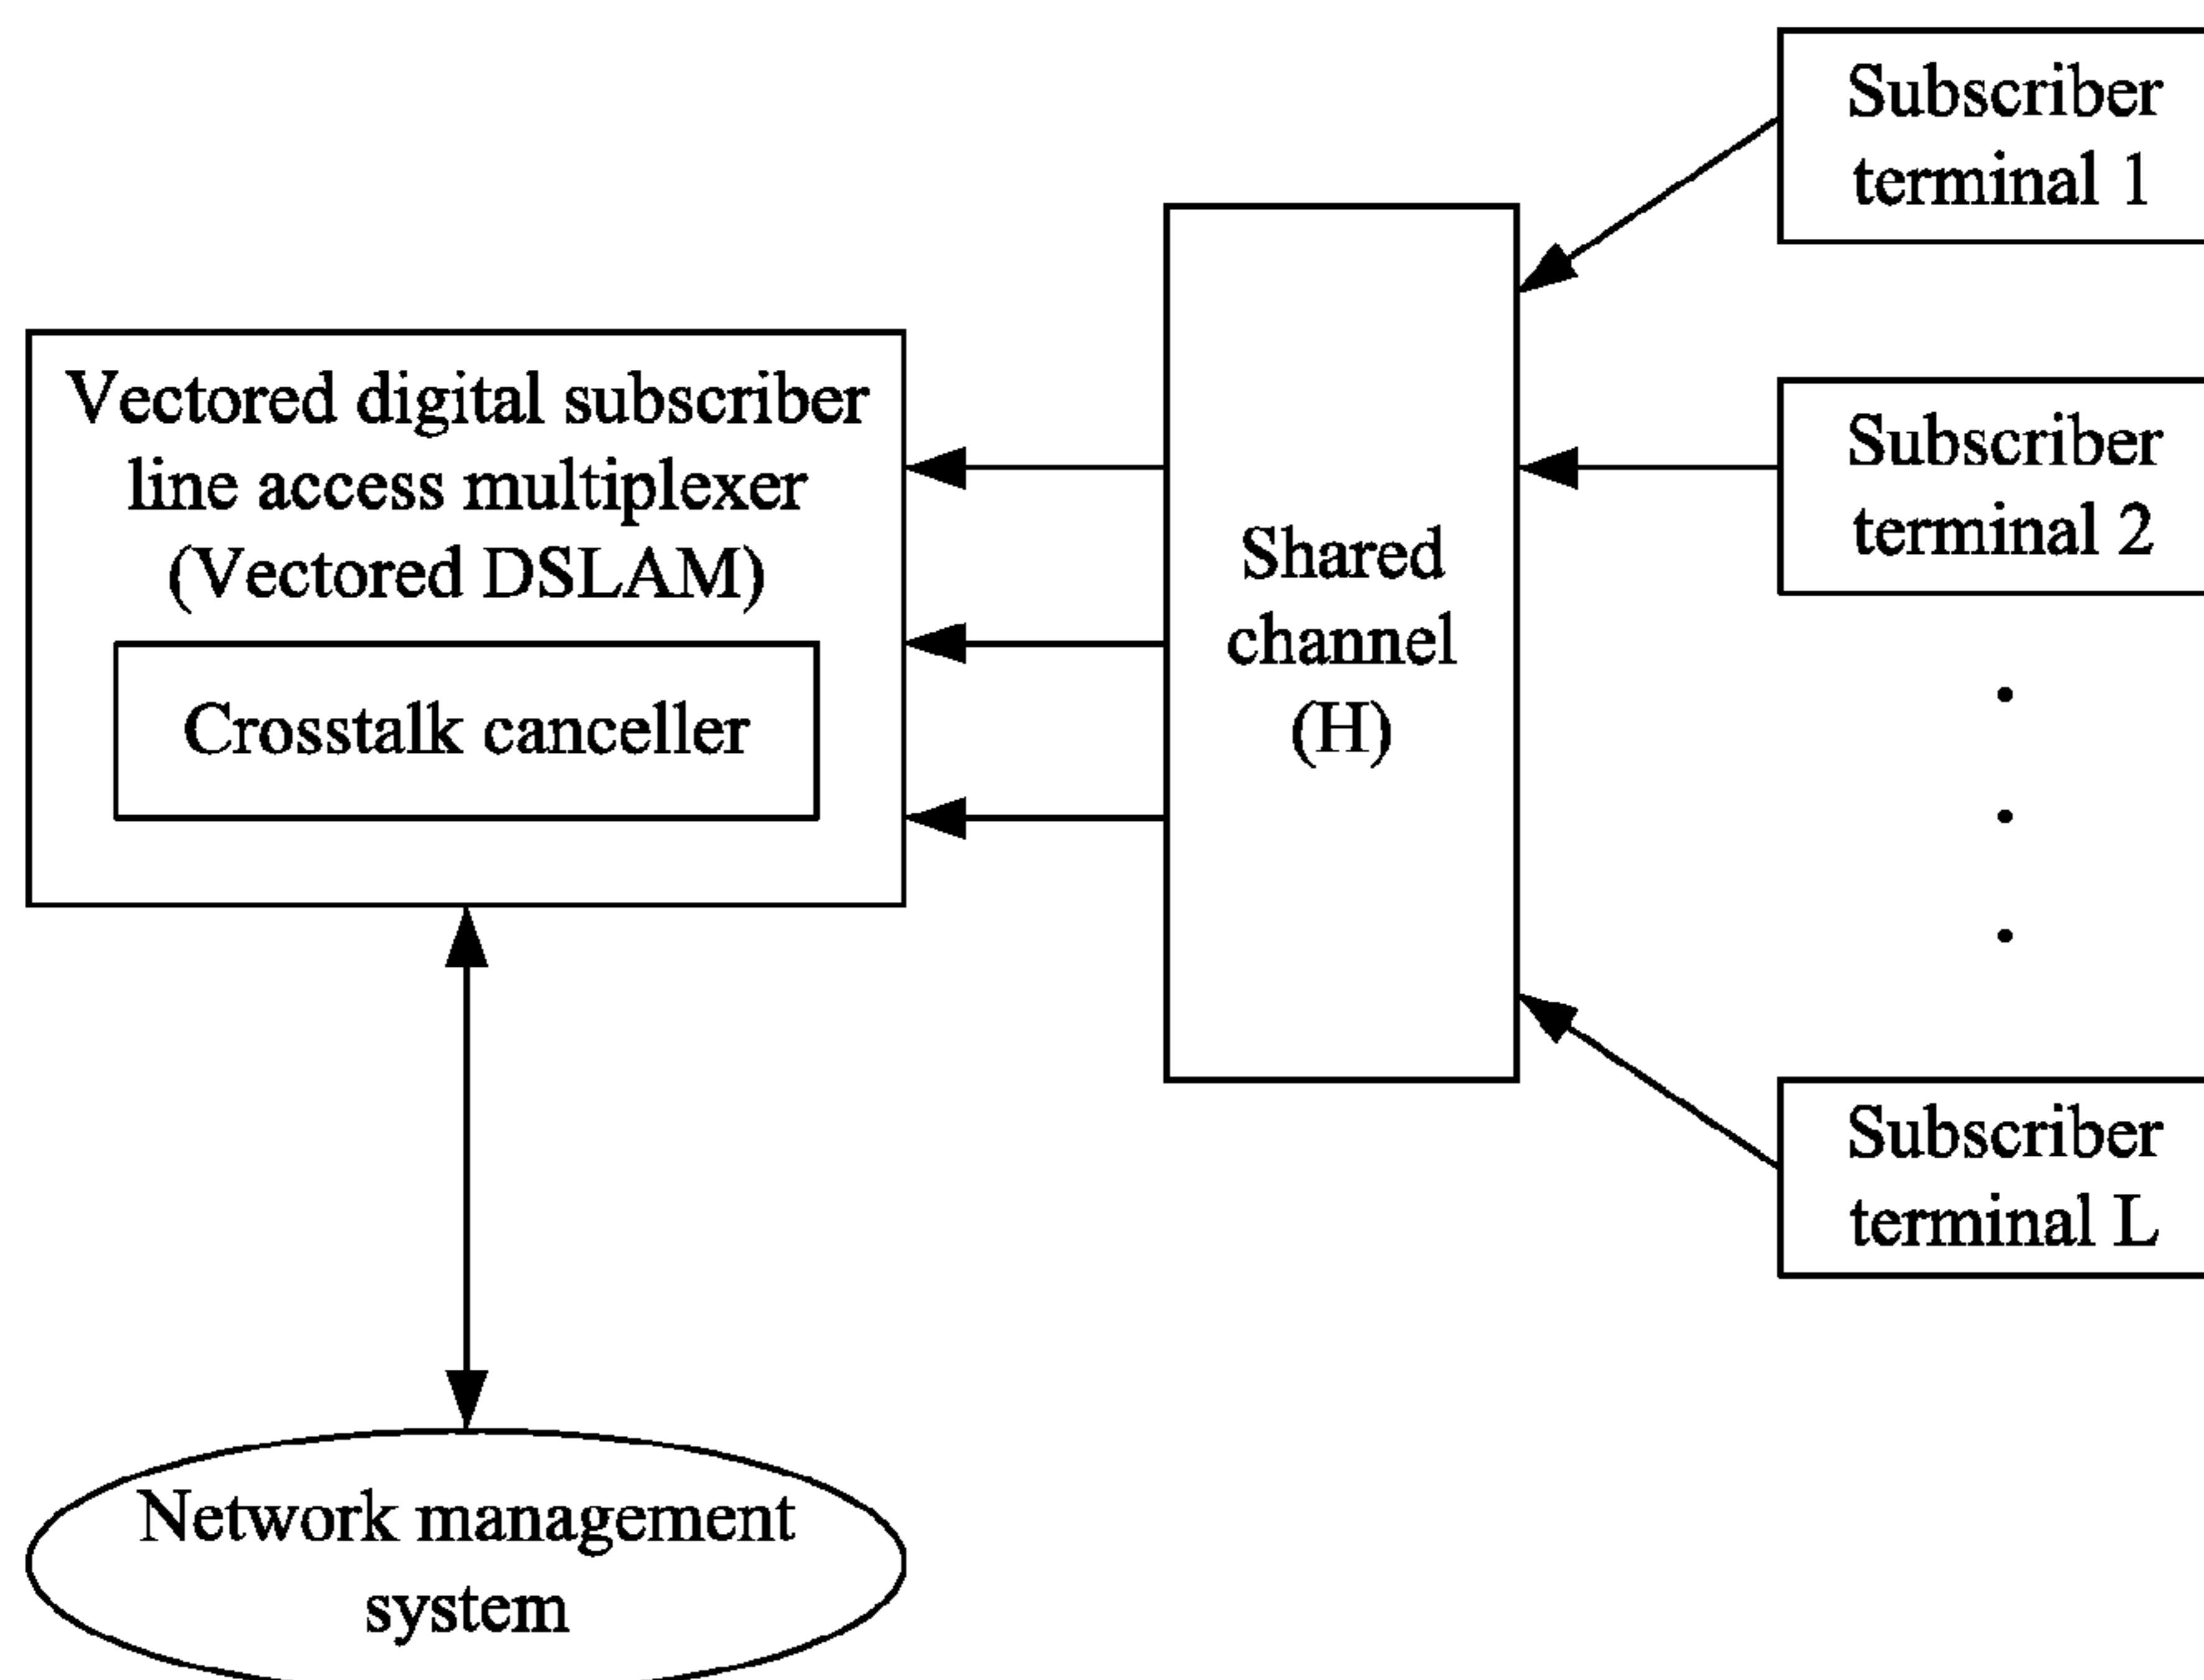 Vectored digital subscriber
line access multiplexer
(Vectored DSLAM)
Crosstalk canceller
Shared
channel
(H)
Subscriber
terminal 1
Subscriber
terminal 2
Subscriber
terminal L
Network management
system